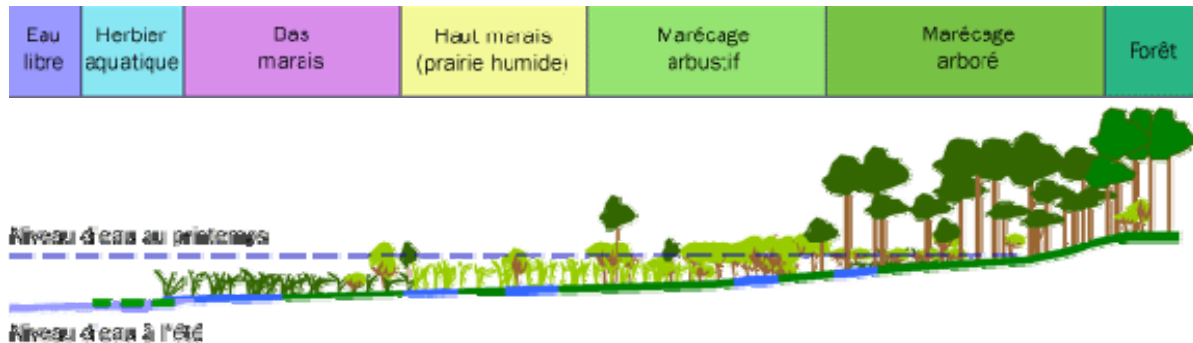 Eau
libre
Herbier
aquatique
Bas
marais
Haut marais
(prairie humide)
Marécage
arbustif
Marécage
arboré
Forêt
Niveau d'eau au printemps
Niveau d'eau à l'été